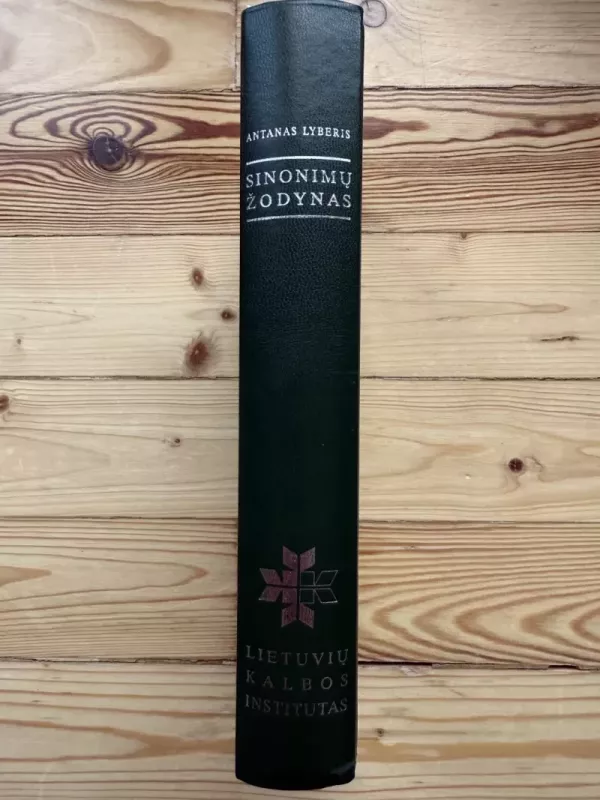 ANTANAS LYBERIS
SINONIMŲ
ŽODYNAS
LIETUVIŲ
KALBOS
INSTITUTAS